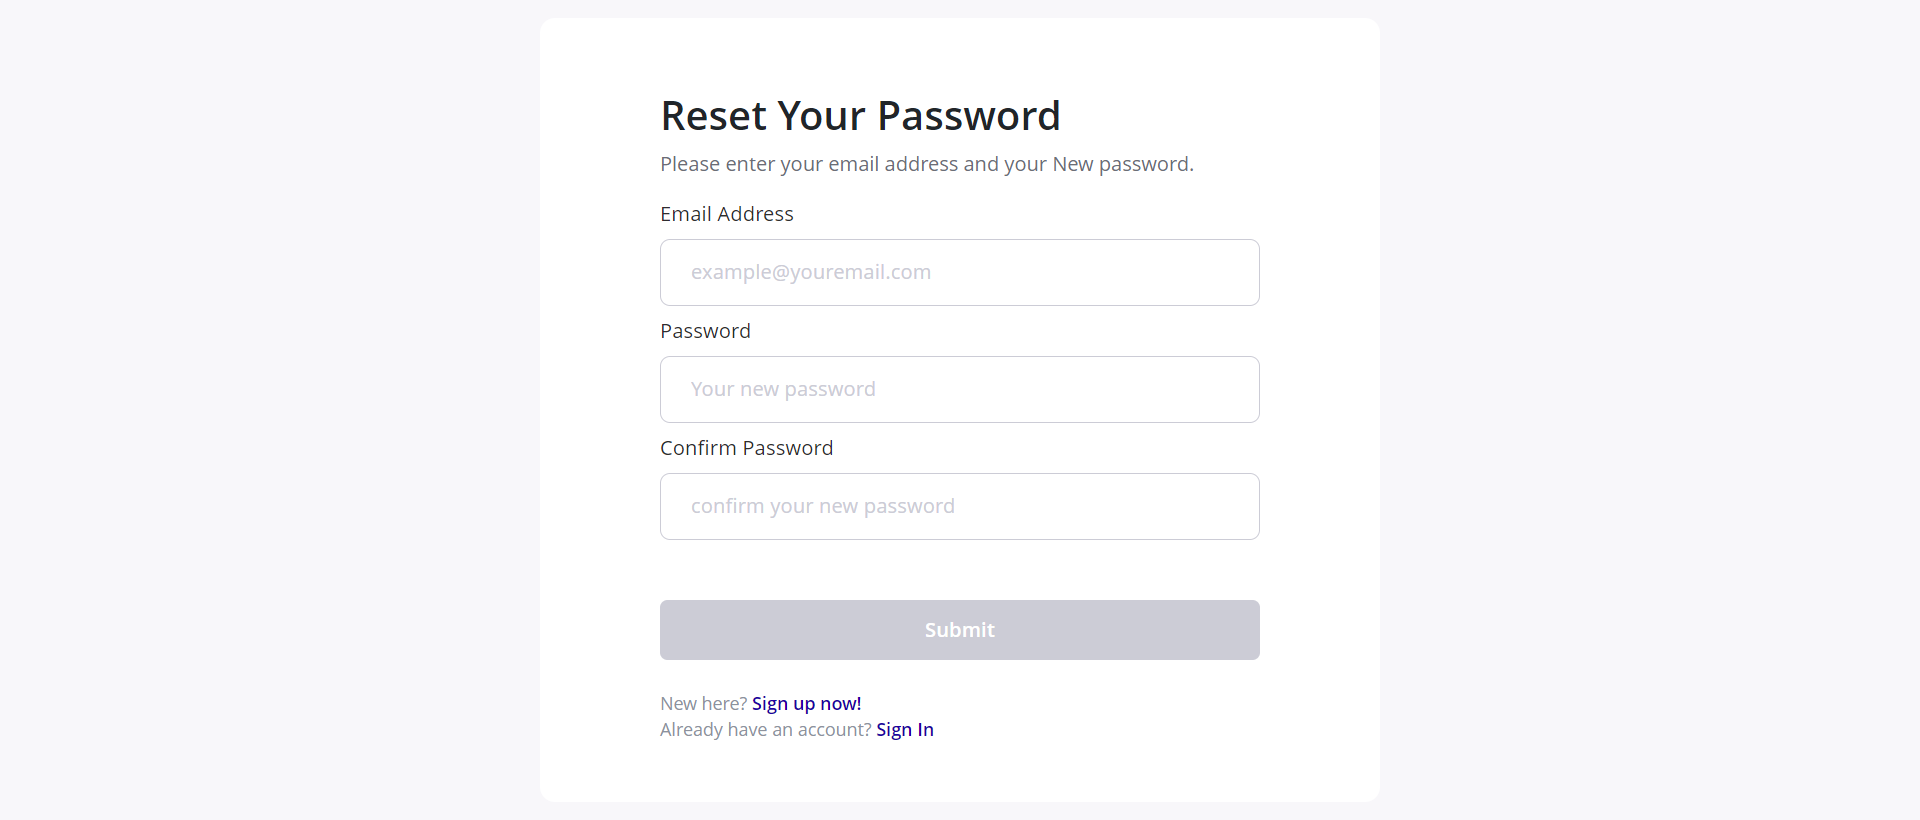 Reset Your Password
Please enter your email address and your New password.
Email Address
example@youremail.com
Password
Your new password
Confirm Password
confirm your new password
Submit
New here? Sign up now!
Already have an account? Sign In